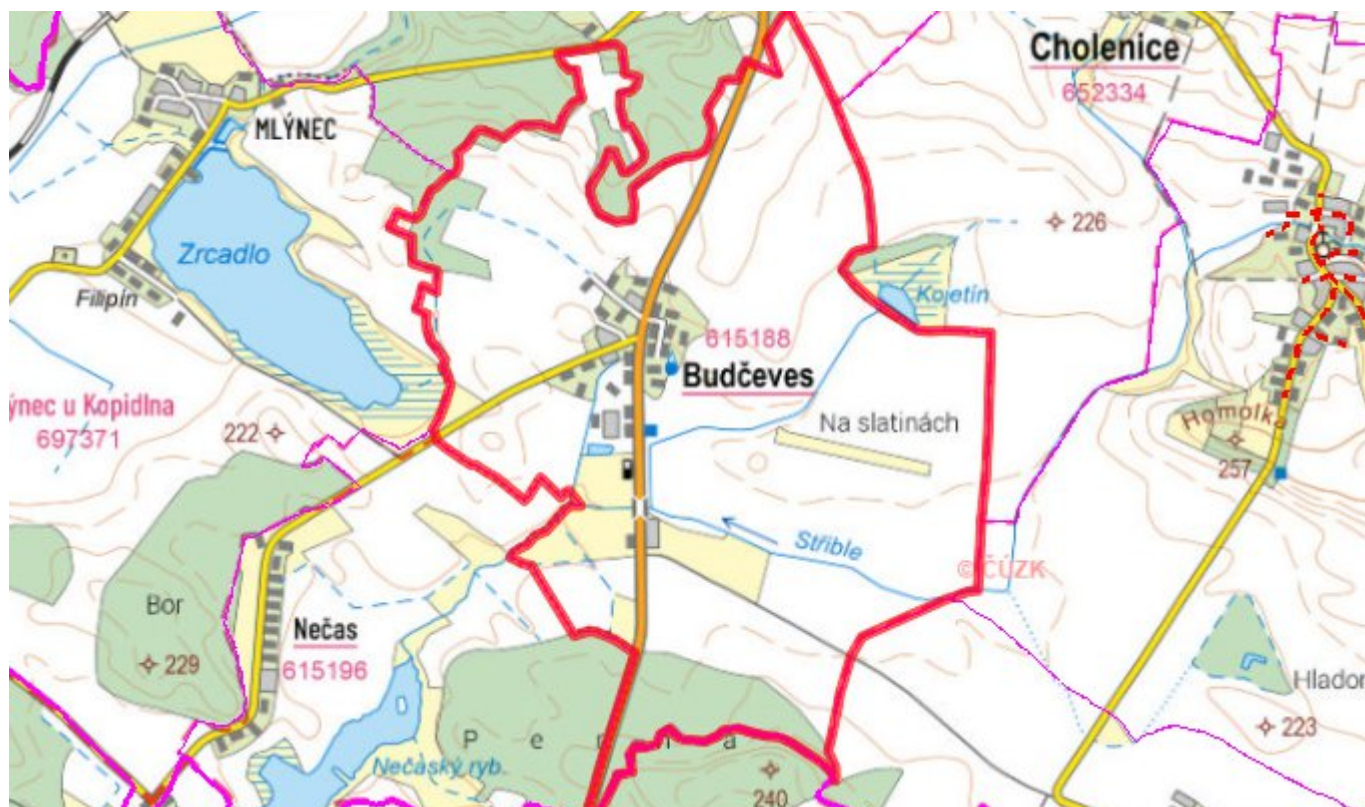 Cholenice
652334
MLÝNEC
Zrcadlo
226
Filipín
Kojetín
615188
Budčeves
ýnec u Kopidlna
697371
222
Na slatinách
Homolka
257
Stříble
© ČÚZK
Bor
Nečas
229
615196
Hlador
223
Nečaský ryb.
240